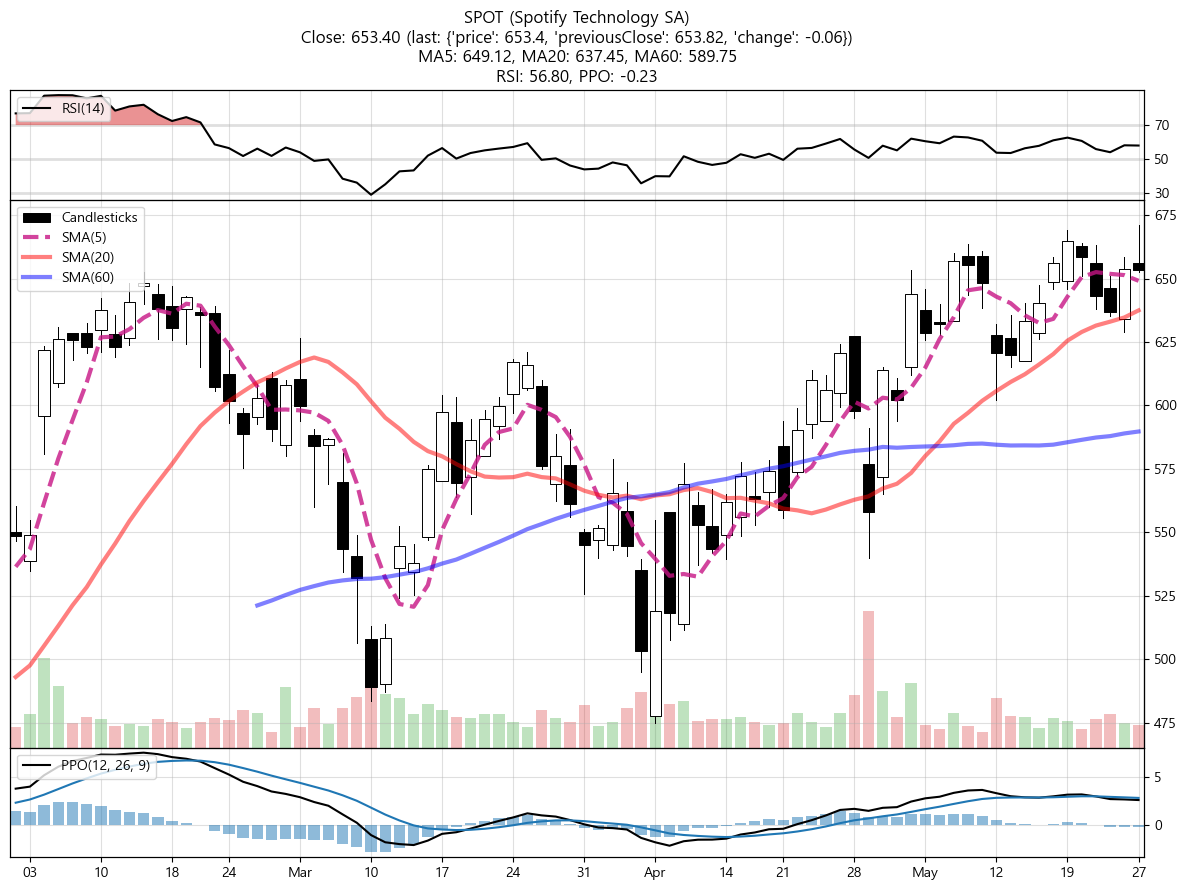 SPOT (Spotify Technology SA)
Close: 653.40 (last: {'price': 653.4, 'previousClose': 653.82, 'change': -0.06})
MA5: 649.12, MA20: 637.45, MA60: 589.75
RSI: 56.80, PPO: -0.23
RSI(14)
70
50
30
Candlesticks
SMA(5)
SMA(20)
SMA(60)
675
650
625
600
575
550
525
500
475
PPO(12, 26, 9)
5
0
03 10 18 24 Mar 10 17 24 31 Apr 14 21 28 May 12 19 27